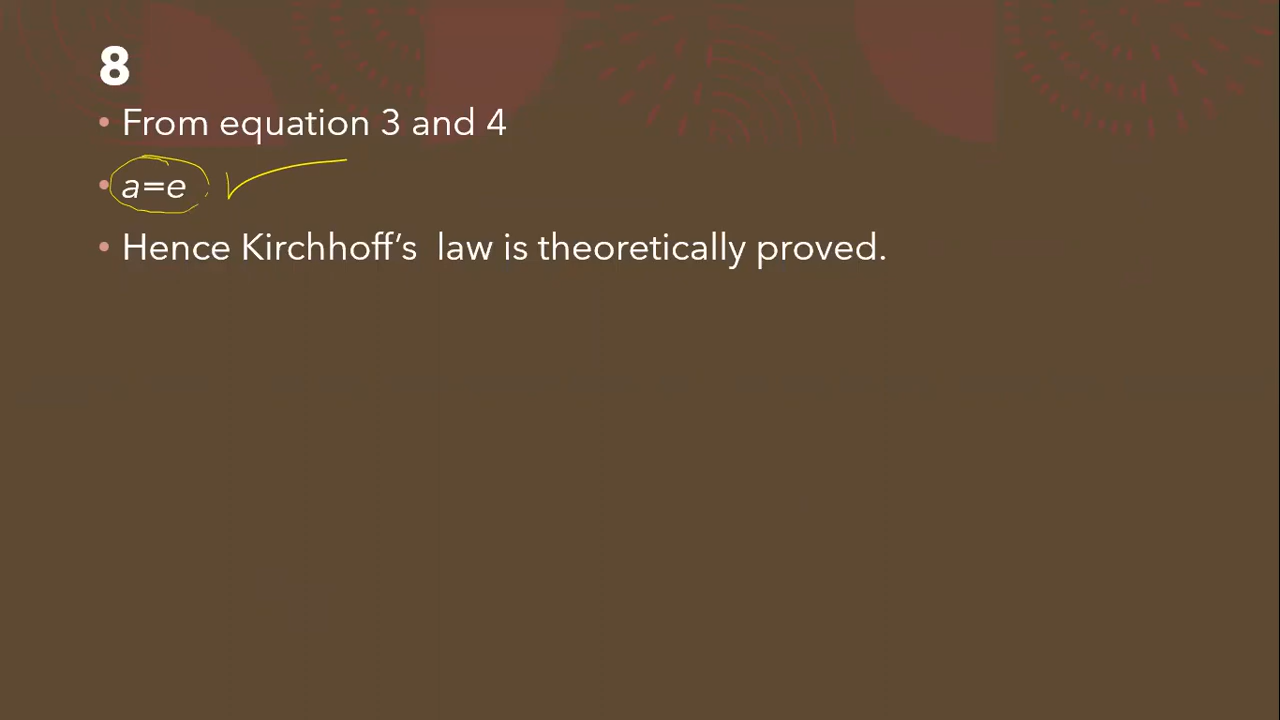 8
• From equation 3 and 4
• a=e
• Hence Kirchhoff’s law is theoretically proved.